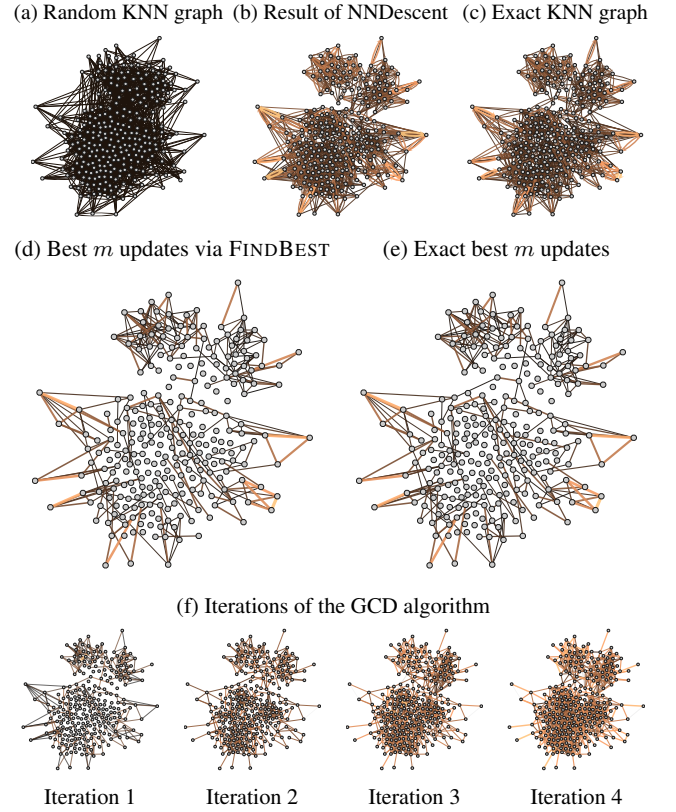 (a) Random KNN graph (b) Result of NNDescent (c) Exact KNN graph
(d) Best m updates via FINDBEST (e) Exact best m updates
(f) Iterations of the GCD algorithm
Iteration 1 Iteration 2 Iteration 3 Iteration 4